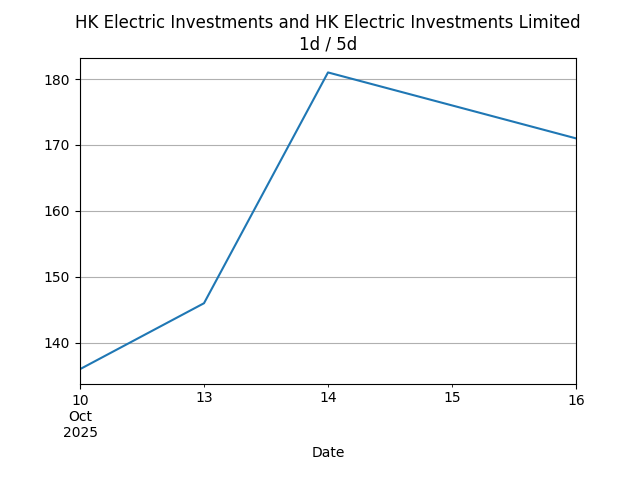 HK Electric Investments and HK Electric Investments Limited
1d / 5d
180
170
160
150
140
10
Oct
2025
13
14
15
16
Date